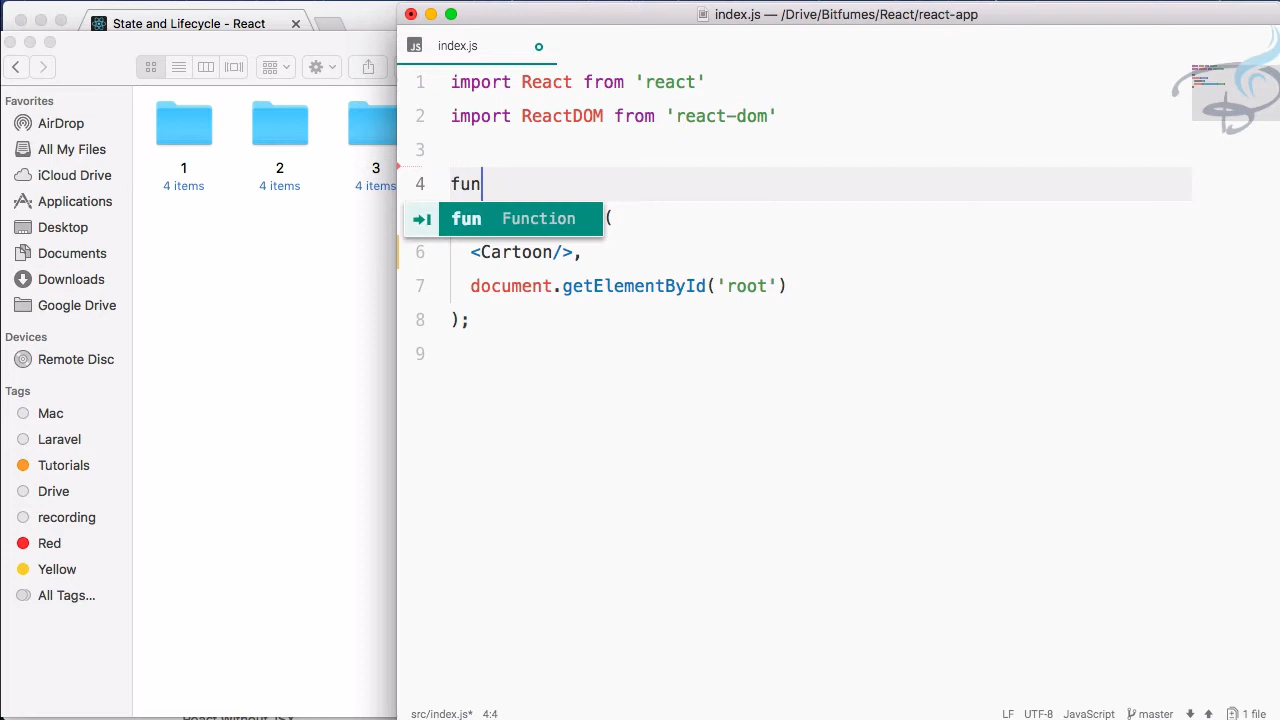 State and Lifecycle - React
index.js — /Drive/Bitfumes/React/react-app
index.js
Favorites
AirDrop
All My Files
iCloud Drive
Applications
Desktop
Documents
Downloads
Google Drive
Devices
Remote Disc
Tags
Mac
Laravel
Tutorials
Drive
recording
Red
Yellow
All Tags...
1
4 items
2
4 items
3
4 items
1 import React from 'react'
2 import ReactDOM from 'react-dom'
3
4 fun
fun Function (
6 <Cartoon/>,
7 document.getElementById('root')
8 );
9
src/index.js* 4:4
LF UTF-8 JavaScript master 1 file